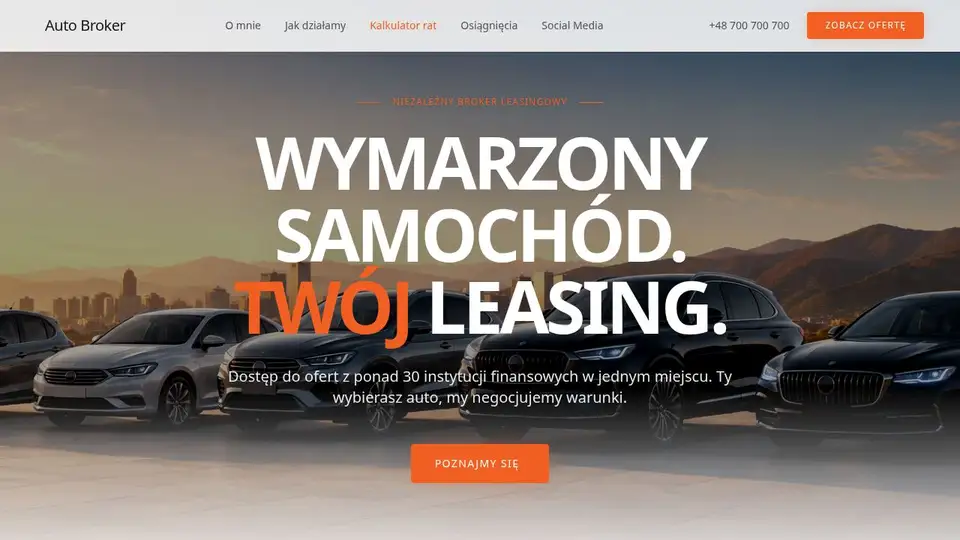 Auto Broker
O mnie
Jak działamy
Kalkulator rat
Osiągnięcia
Social Media
+48 700 700 700
ZOBACZ OFERTĘ
NIEZALEŻNY BROKER LEASINGOWY
WYMARZONY
SAMOCHÓD.
TWÓJ LEASING.
Dostęp do ofert z ponad 30 instytucji finansowych w jednym miejscu. Ty
wybierasz auto, my negocjujemy warunki.
POZNAJMY SIĘ